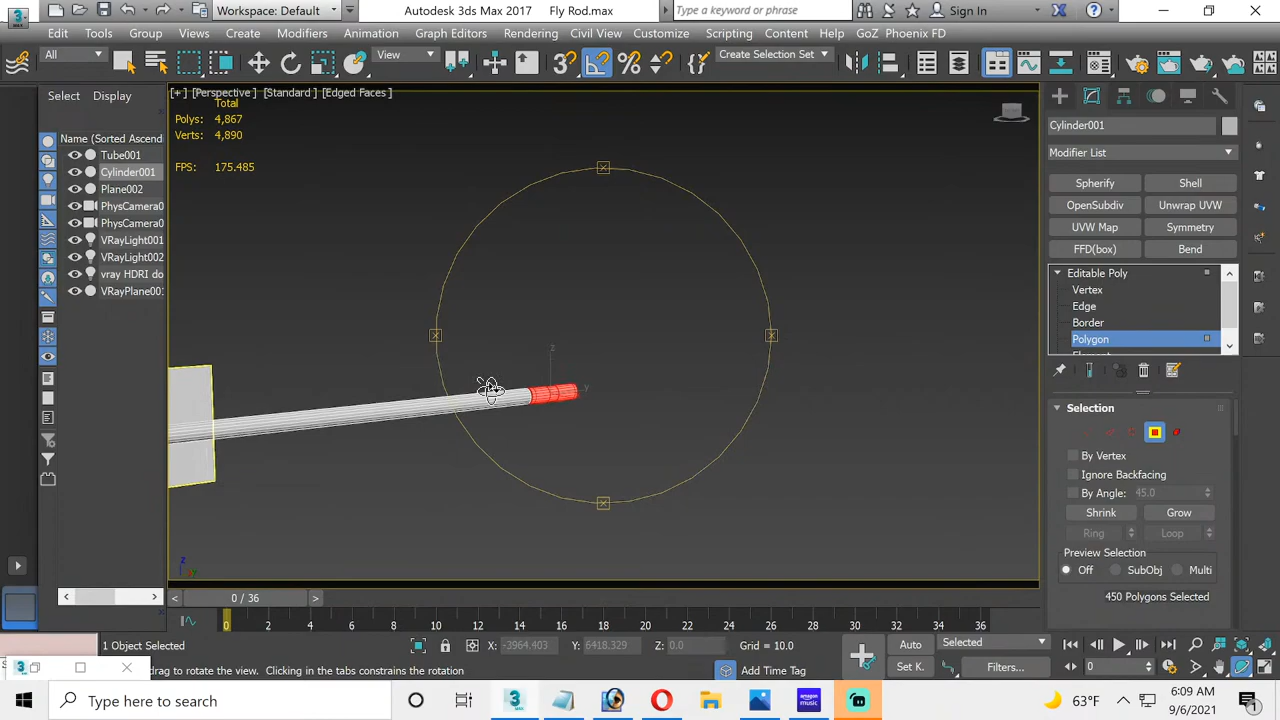 Workspace: Default
Autodesk 3ds Max 2017
Fly Rod.max
Type a keyword or phrase
Sign In
Edit
Tools
Group
Views
Create
Modifiers
Animation
Graph Editors
Rendering
Civil View
Customize
Scripting
Content
Help
GoZ
Phoenix FD
All
View
Create Selection Set
Select
Display
[+] [Perspective] [Standard] [Edged Faces]
Total
Polys: 4,867
Verts: 4,890
FPS: 175.485
Name (Sorted Ascend
Tube001
Cylinder001
Plane002
PhysCamera0
PhysCamera0
VRayLight001
VRayLight002
vray HDRI do
VRayPlane001
z
y
z
Cylinder001
Modifier List
Spherify
Shell
OpenSubdiv
Unwrap UVW
UV Map
Symmetry
FFD(box)
Bend
Editable Poly
Vertex
Edge
Border
Polygon
Selection
By Vertex
Ignore Backfacing
By Angle: 45.0
Shrink
Grow
Ring
Loop
Preview Selection
Off
SubObj
Multi
450 Polygons Selected
< 0 / 36 >
0 2 4 6 8 10 12 14 16 18 20 22 24 26 28 30 32 34 36
1 Object Selected
X: -3964.403
Y: 6418.329
Z: 0.0
Grid = 10.0
Auto
Selected
drag to rotate the view. Clicking in the tabs constrains the rotation
Add Time Tag
Set K.
Filters...
0
Type here to search
63°F
6:09 AM
9/6/2021